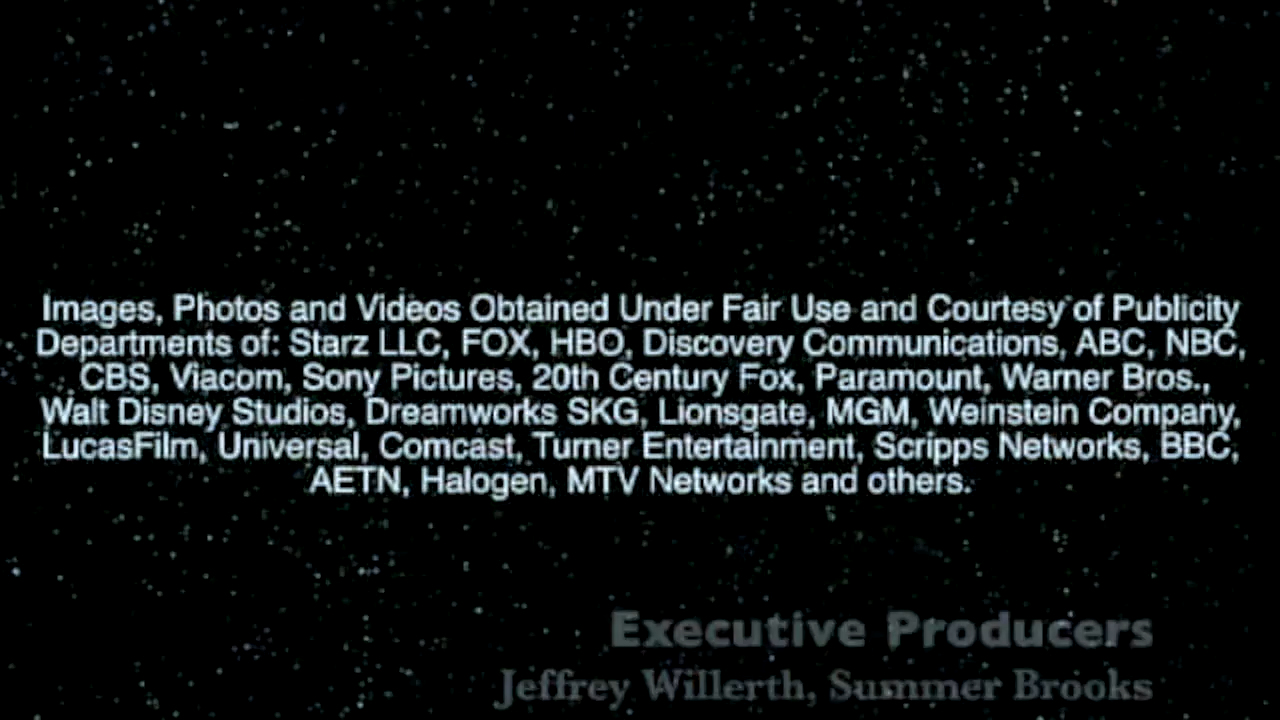 Images, Photos and Videos Obtained Under Fair Use and Courtesy of Publicity
Departments of: Starz LLC, FOX, HBO, Discovery Communications, ABC, NBC,
CBS, Viacom, Sony Pictures, 20th Century Fox, Paramount, Warner Bros.,
Walt Disney Studios, Dreamworks SKG, Lionsgate, MGM, Weinstein Company,
LucasFilm, Universal, Comcast, Turner Entertainment, Scripps Networks, BBC,
AETN, Halogen, MTV Networks and others.
Executive Producers
Jeffrey Willerth, Summer Brooks